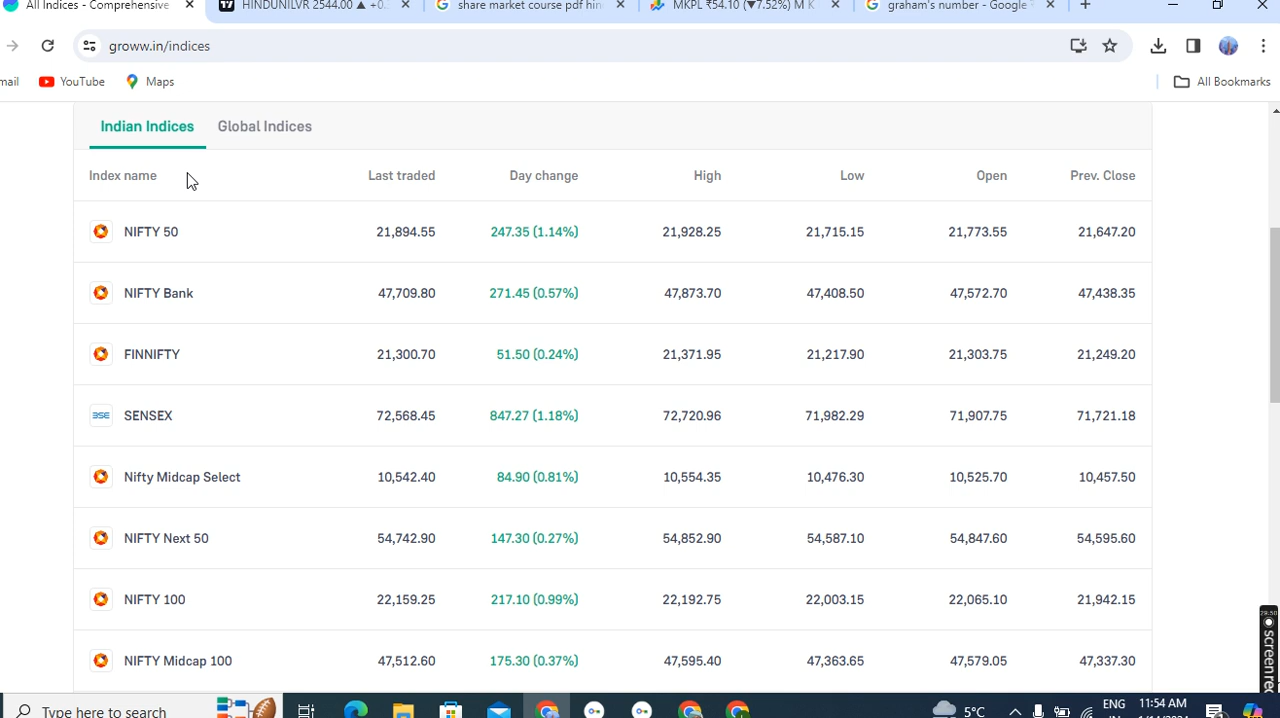 All Indices - Comprehensive
HINDUNILVR 2544.00 ▲ +0.
share market course pdf hin
MKPL ₹54.10 (▼7.52%) M K
graham's number - Google
groww.in/indices
mail YouTube Maps All Bookmarks
Indian Indices Global Indices
Index name Last traded Day change High Low Open Prev. Close
NIFTY 50 21,894.55 247.35 (1.14%) 21,928.25 21,715.15 21,773.55 21,647.20
NIFTY Bank 47,709.80 271.45 (0.57%) 47,873.70 47,408.50 47,572.70 47,438.35
FINNIFTY 21,300.70 51.50 (0.24%) 21,371.95 21,217.90 21,303.75 21,249.20
BSE SENSEX 72,568.45 847.27 (1.18%) 72,720.96 71,982.29 71,907.75 71,721.18
Nifty Midcap Select 10,542.40 84.90 (0.81%) 10,554.35 10,476.30 10,525.70 10,457.50
NIFTY Next 50 54,742.90 147.30 (0.27%) 54,852.90 54,587.10 54,847.60 54,595.60
NIFTY 100 22,159.25 217.10 (0.99%) 22,192.75 22,003.15 22,065.10 21,942.15
NIFTY Midcap 100 47,512.60 175.30 (0.37%) 47,595.40 47,363.65 47,579.05 47,337.30
screen rec
Type here to search
5°C
ENG
IN
11:54 AM